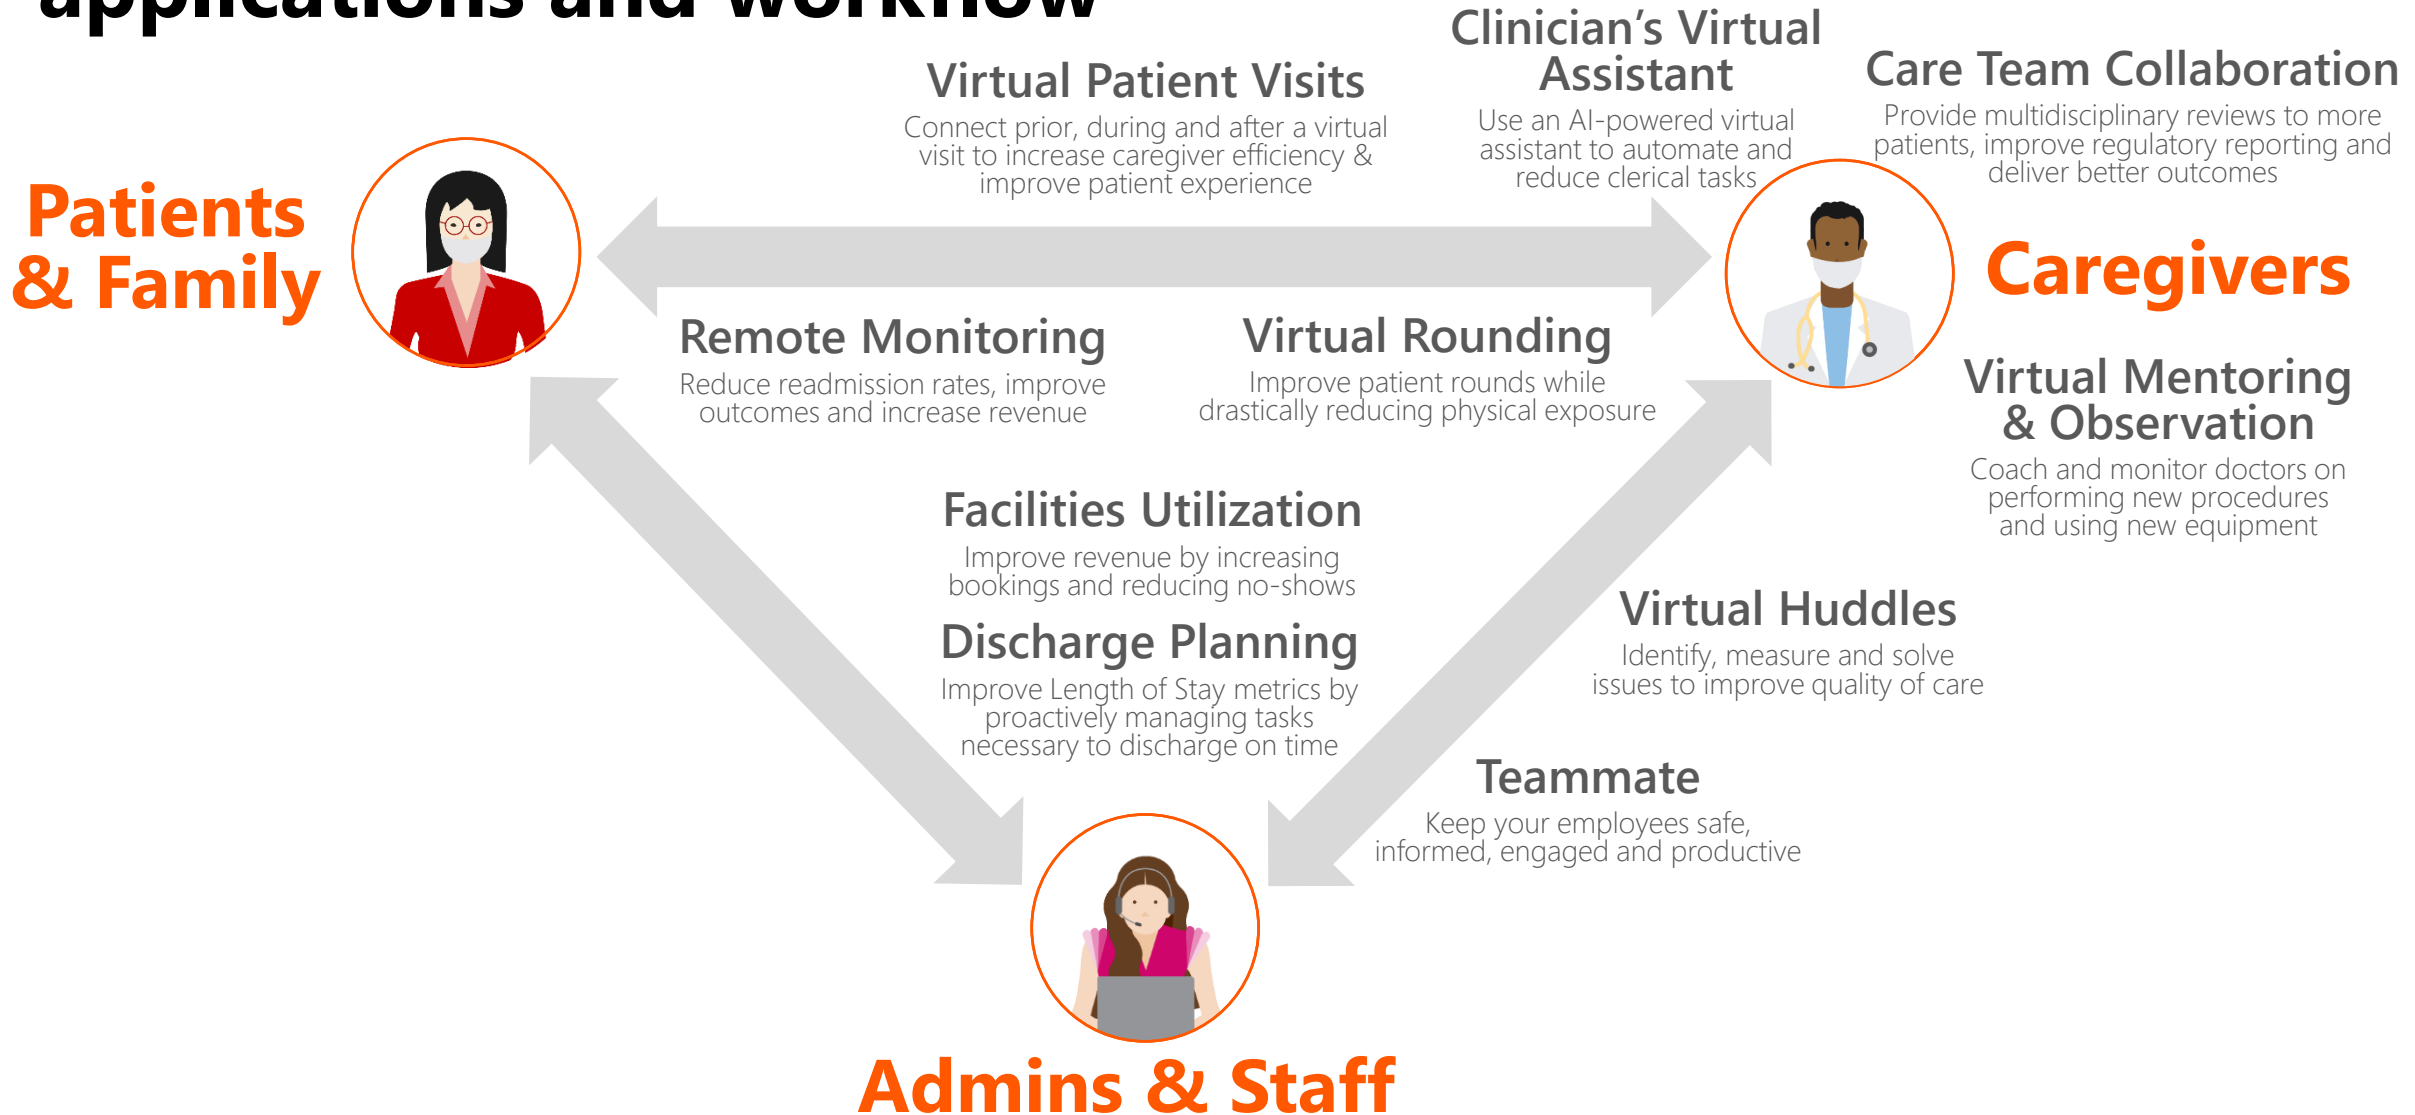 applications and workflow
Clinician's Virtual
Assistant
Use an AI-powered virtual
assistant to automate and
reduce clerical tasks
Care Team Collaboration
Provide multidisciplinary reviews to more
patients, improve regulatory reporting and
deliver better outcomes
Virtual Patient Visits
Connect prior, during and after a virtual
visit to increase caregiver efficiency &
improve patient experience
Patients
& Family
Caregivers
Remote Monitoring
Reduce readmission rates, improve
outcomes and increase revenue
Virtual Rounding
Improve patient rounds while
drastically reducing physical exposure
Virtual Mentoring
& Observation
Coach and monitor doctors on
performing new procedures
and using new equipment
Facilities Utilization
Improve revenue by increasing
bookings and reducing no-shows
Discharge Planning
Improve Length of Stay metrics by
proactively managing tasks
necessary to discharge on time
Virtual Huddles
Identify, measure and solve
issues to improve quality of care
Teammate
Keep your employees safe,
informed, engaged and productive
Admins & Staff